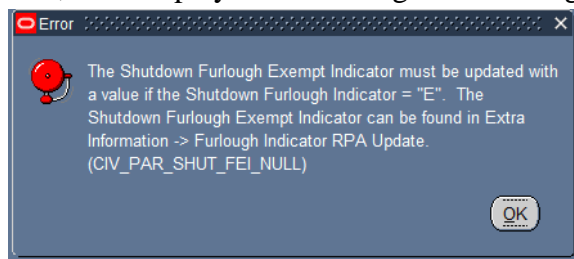 Error
The Shutdown Furlough Exempt Indicator must be updated with
a value if the Shutdown Furlough Indicator = "E".  The
Shutdown Furlough Exempt Indicator can be found in Extra
Information -> Furlough Indicator RPA Update.
(CIV_PAR_SHUT_FEI_NULL)
OK